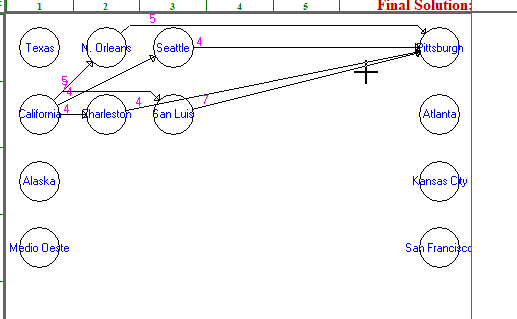 Final Solution:
1 2 3 4 5
5
Texas N. Orleans Seattle 4 Pittsburgh
5
4
California 4 Charleston 4 San Luis 7 Atlanta
Alaska Kansas City
Medio Oeste San Francisco